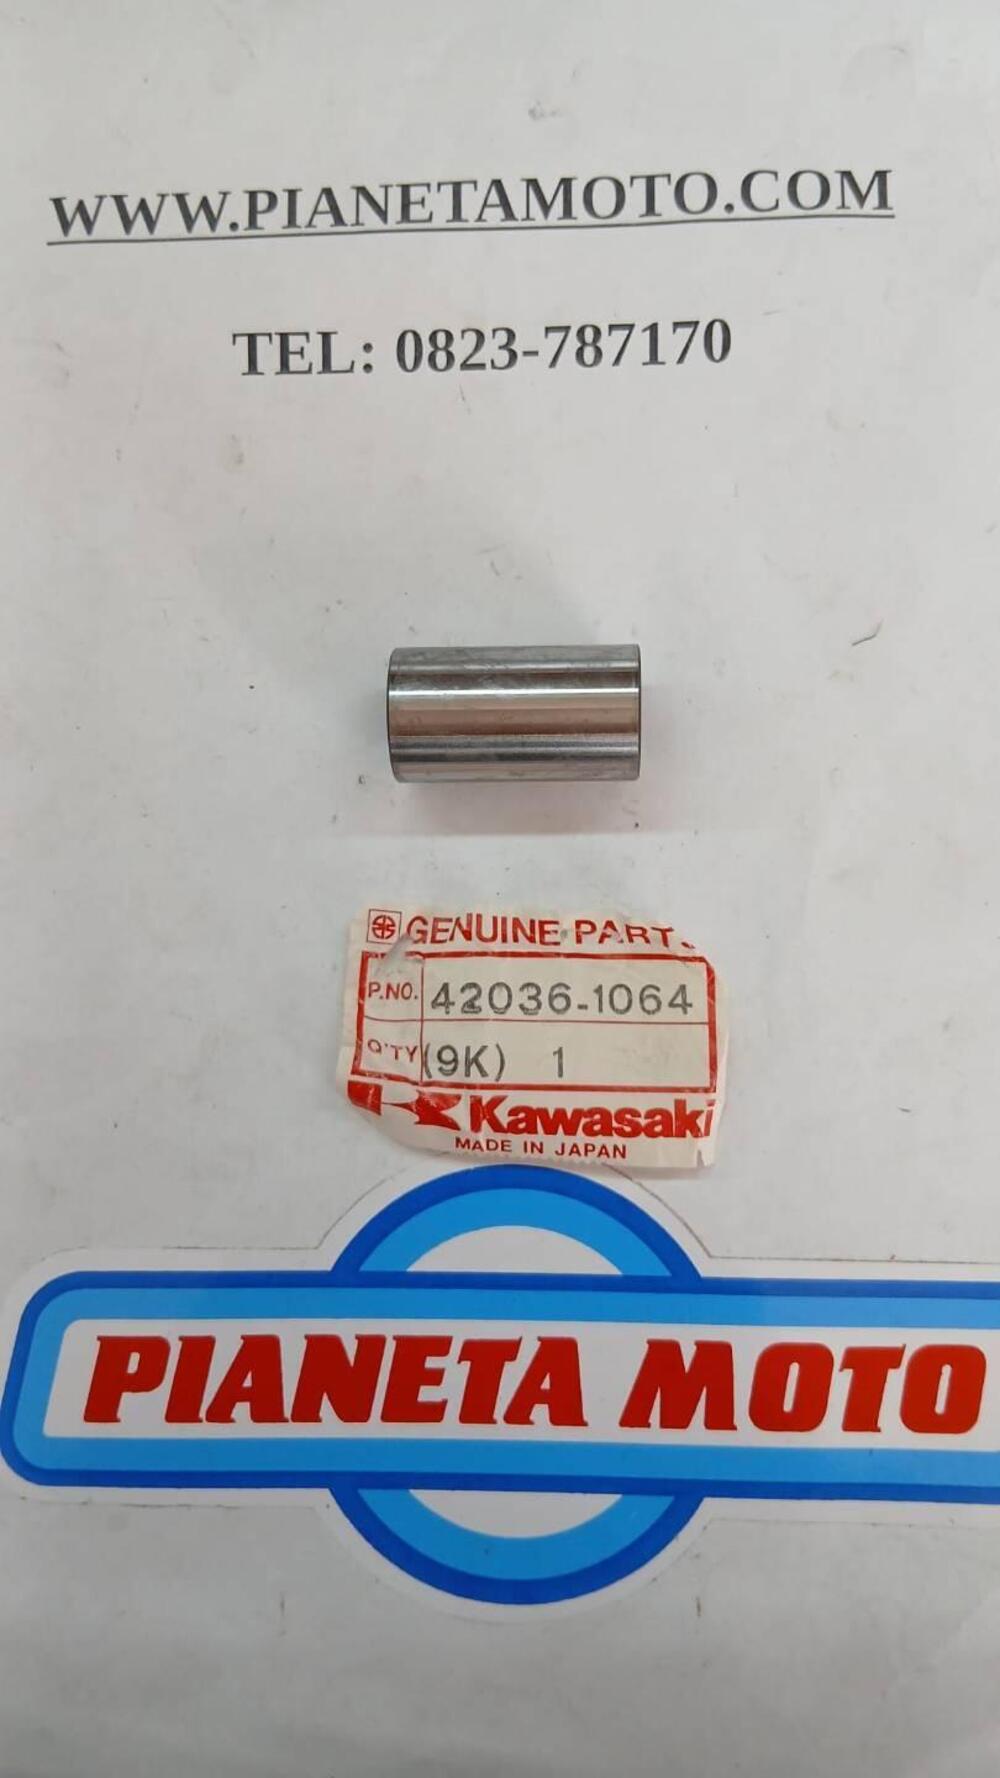 WWW.PIANETAMOTO.COM
TEL: 0823-787170
GENUINE PARTS
P.NO. 42036-1064
Q'TY (9K) 1
Kawasaki
MADE IN JAPAN
PIANETA MOTO